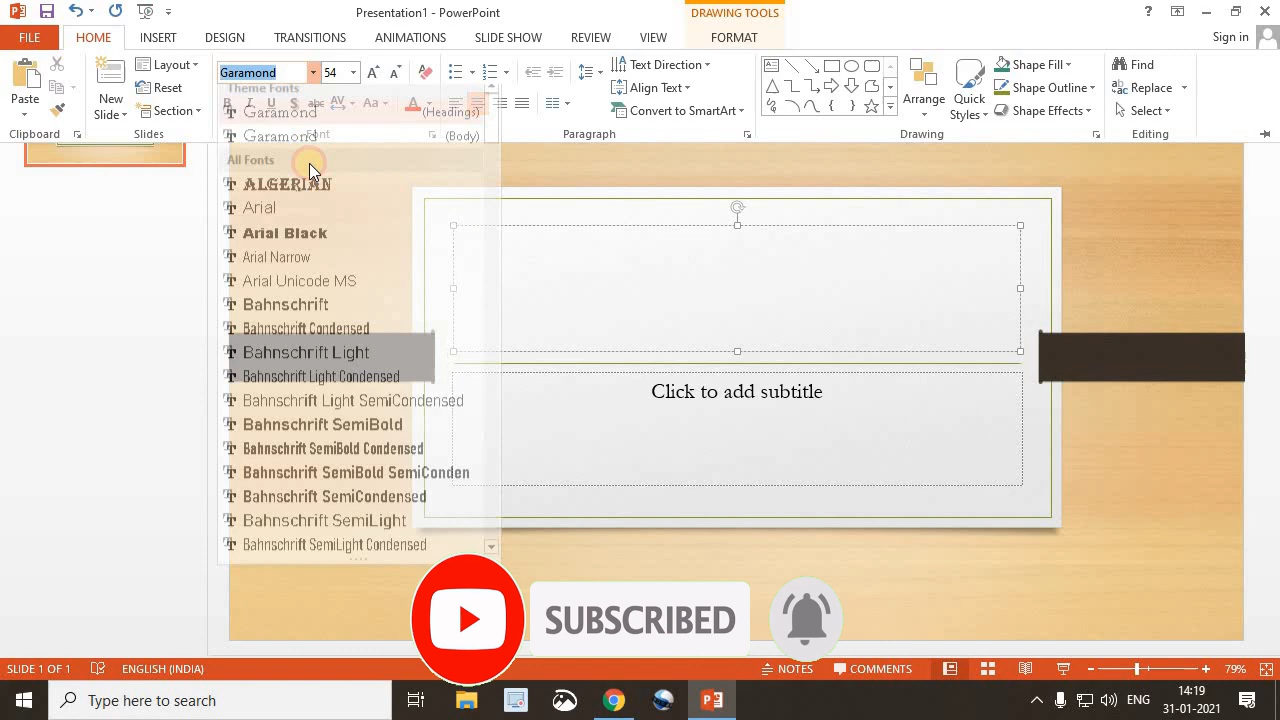 Presentation1 - PowerPoint
DRAWING TOOLS
FILE HOME INSERT DESIGN TRANSITIONS ANIMATIONS SLIDE SHOW REVIEW VIEW FORMAT Sign in
Paste
New Slide
Layout
Reset
Section
Garamond 54
B I U S abc AV Aa A
Text Direction
Align Text
Convert to SmartArt
Arrange
Quick Styles
Shape Fill
Shape Outline
Shape Effects
Find
Replace
Select
Clipboard Slides Font Paragraph Drawing Editing
Theme Fonts
Garamond (Headings)
Garamond (Body)
All Fonts
ALGERIAN
Arial
Arial Black
Arial Narrow
Arial Unicode MS
Bahnschrift
Bahnschrift Condensed
Bahnschrift Light
Bahnschrift Light Condensed
Bahnschrift Light SemiCondensed
Bahnschrift SemiBold
Bahnschrift SemiBold Condensed
Bahnschrift SemiBold SemiConden
Bahnschrift SemiCondensed
Bahnschrift SemiLight
Bahnschrift SemiLight Condensed
Click to add subtitle
SUBSCRIBED
SLIDE 1 OF 1 ENGLISH (INDIA) NOTES COMMENTS 79%
Type here to search
ENG
14:19
31-01-2021